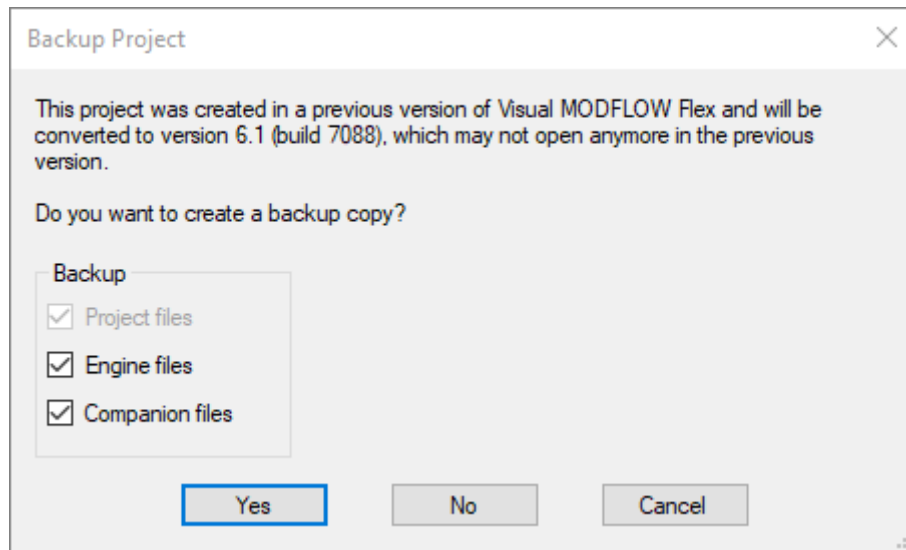 Backup Project
This project was created in a previous version of Visual MODFLOW Flex and will be
converted to version 6.1 (build 7088), which may not open anymore in the previous
version.
Do you want to create a backup copy?
Backup
Project files
Engine files
Companion files
Yes
No
Cancel